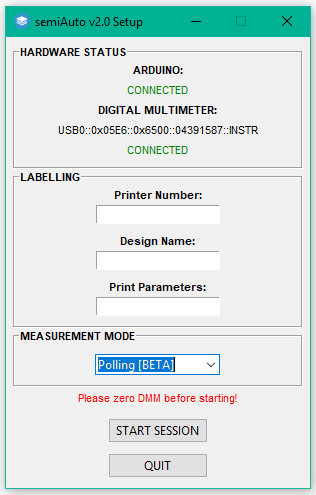 semiAuto v2.0 Setup
HARDWARE STATUS
ARDUINO:
CONNECTED
DIGITAL MULTIMETER:
USB0::0x05E6::0x6500::04391587::INSTR
CONNECTED
LABELLING
Printer Number:
Design Name:
Print Parameters:
MEASUREMENT MODE
Polling [BETA]
Please zero DMM before starting!
START SESSION
QUIT